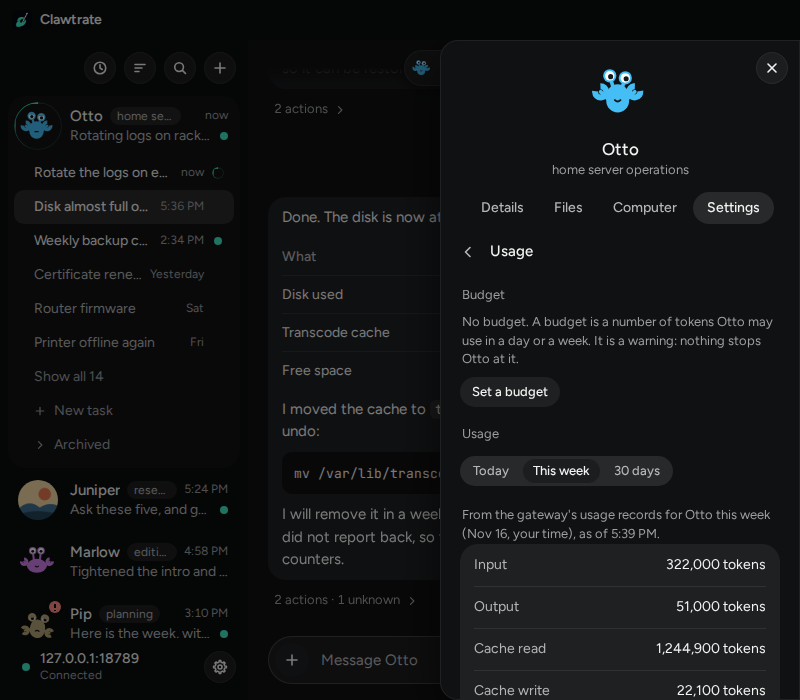 Clawtrate
Otto
home se...
now
Rotating logs on rack...
Rotate the logs on e...
now
Disk almost full o...
5:36 PM
Weekly backup c...
2:34 PM
Certificate rene...
Yesterday
Router firmware
Sat
Printer offline again
Fri
Show all 14
+ New task
Archived
Juniper
rese...
5:24 PM
Ask these five, and g...
Marlow
editi...
4:58 PM
Tightened the intro and ...
Pip
planning
3:10 PM
Here is the week. wit...
127.0.0.1:18789
Connected
2 actions
Done. The disk is now at
What
Disk used
Transcode cache
Free space
I moved the cache to
undo:
mv /var/lib/transc
I will remove it in a week
did not report back, so
counters.
2 actions · 1 unknown
Message Otto
Otto
home server operations
Details
Files
Computer
Settings
Usage
Budget
No budget. A budget is a number of tokens Otto may
use in a day or a week. It is a warning: nothing stops
Otto at it.
Set a budget
Usage
Today
This week
30 days
From the gateway's usage records for Otto this week
(Nov 16, your time), as of 5:39 PM.
Input
322,000 tokens
Output
51,000 tokens
Cache read
1,244,900 tokens
Cache write
22,100 tokens